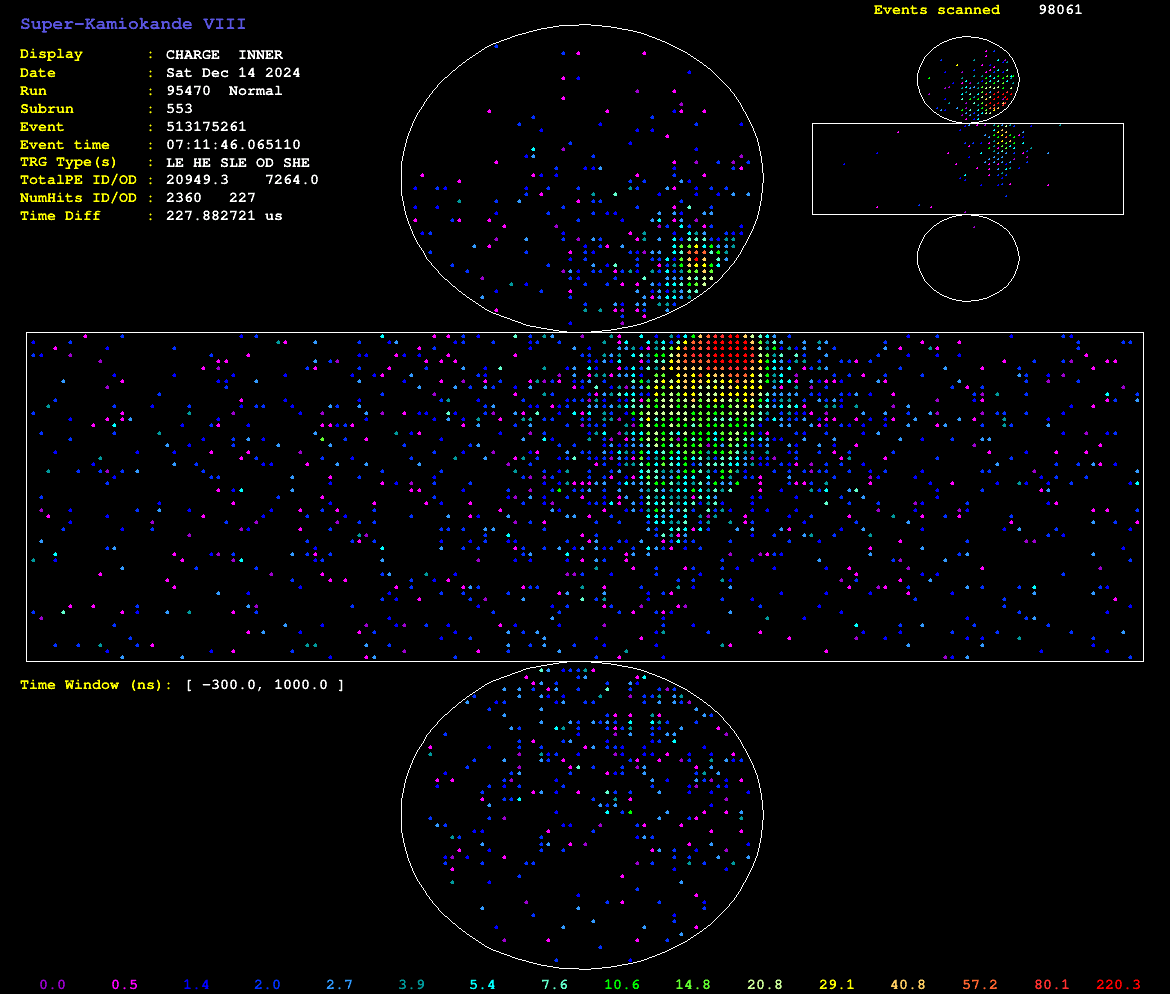 Super-Kamiokande VIII
Events scanned 98061
Display : CHARGE INNER
Date : Sat Dec 14 2024
Run : 95470 Normal
Subrun : 553
Event : 513175261
Event time : 07:11:46.065110
TRG Type(s) : LE HE SLE OD SHE
TotalPE ID/OD : 20949.3 7264.0
NumHits ID/OD : 2360 227
Time Diff : 227.882721 us
Time Window (ns): [ −300.0, 1000.0 ]
0.0 0.5 1.4 2.0 2.7 3.9 5.4 7.6 10.6 14.8 20.8 29.1 40.8 57.2 80.1 220.3